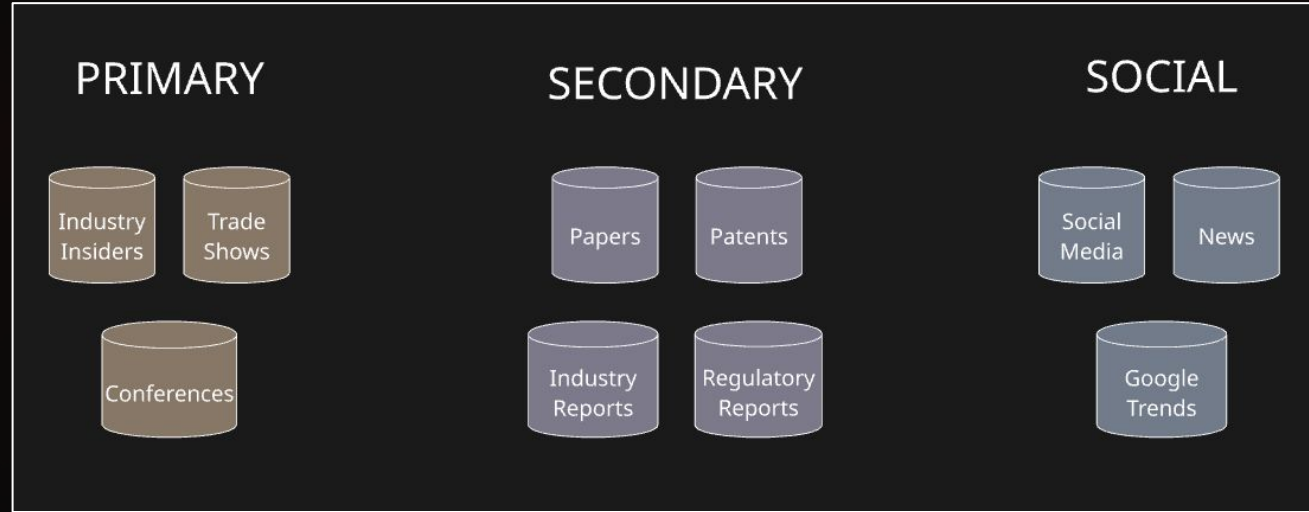 PRIMARY
Industry
Insiders
Trade
Shows
Conferences
SECONDARY
Papers
Patents
Industry
Reports
Regulatory
Reports
SOCIAL
Social
Media
News
Google
Trends